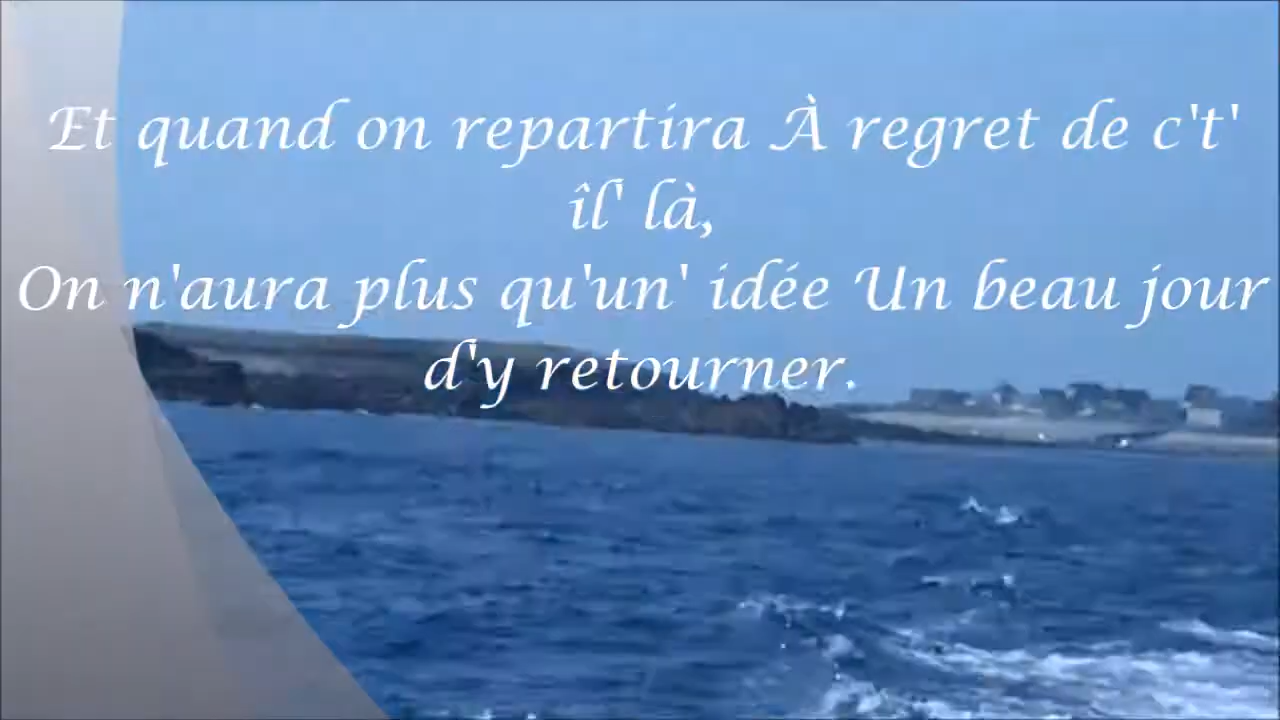 Et quand on repartira À regret de c't'
îl' là,
On n'aura plus qu'un' idée Un beau jour
d'y retourner.